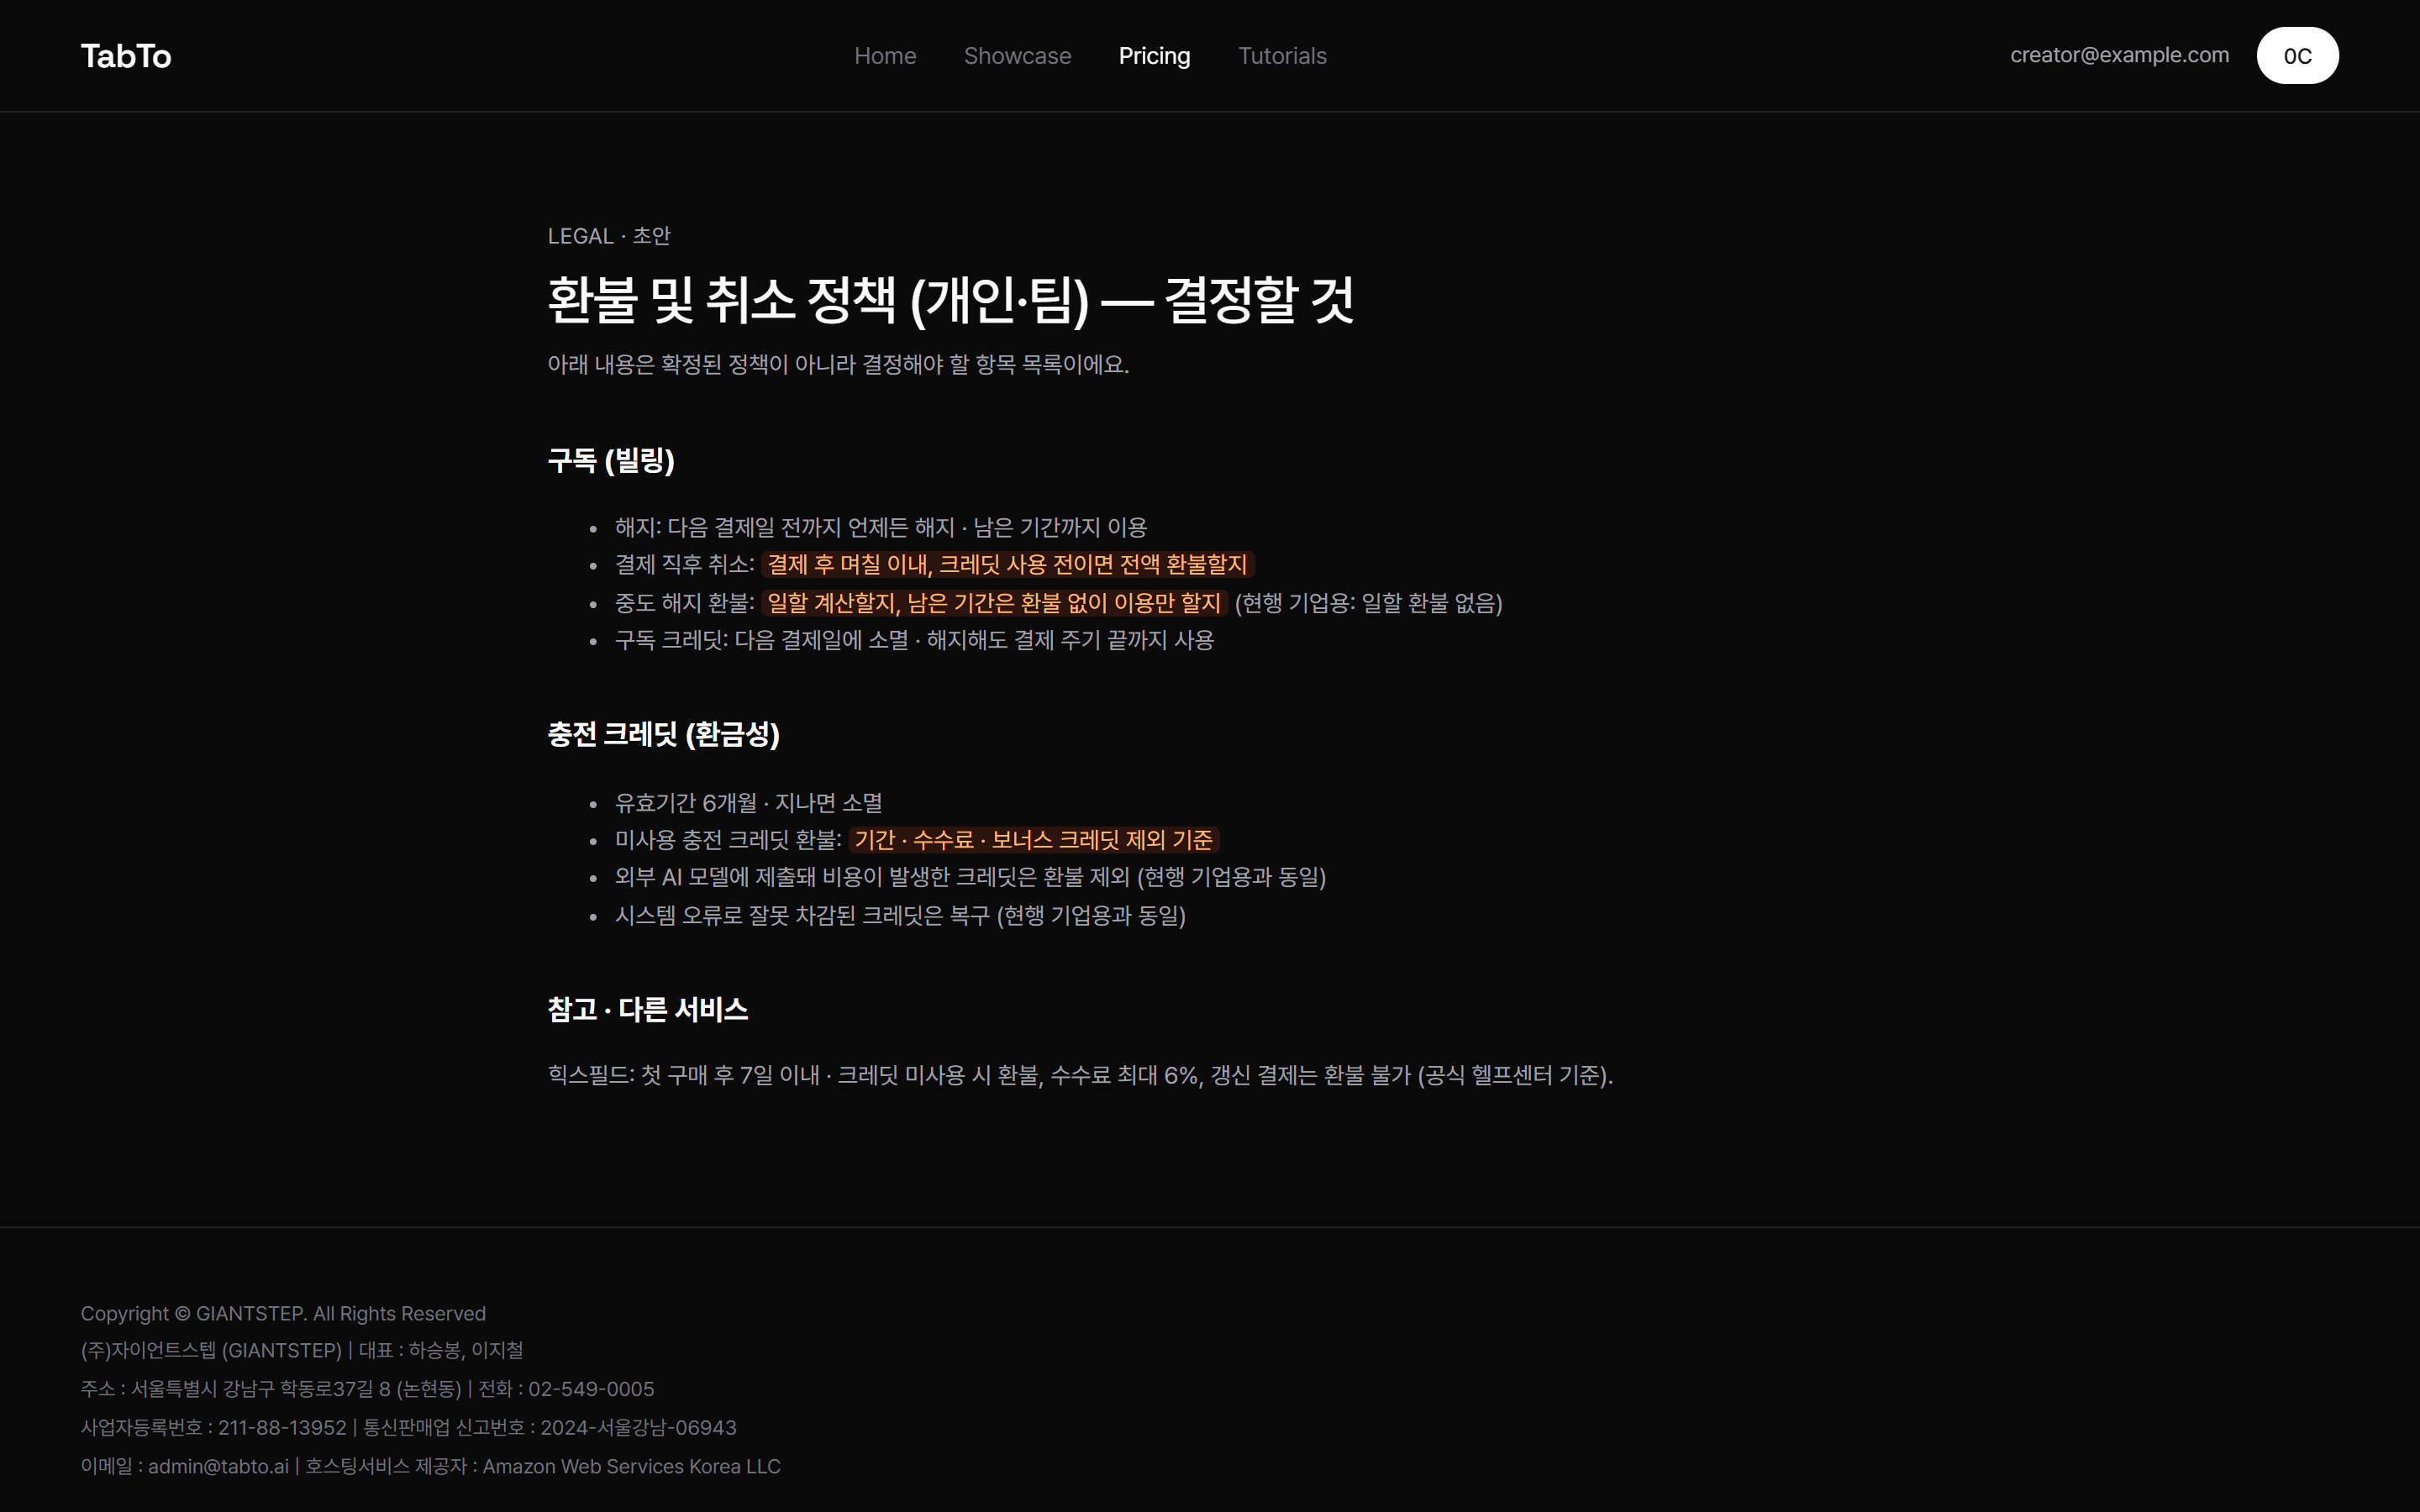 TabTo
Home
Showcase
Pricing
Tutorials
creator@example.com
0C
LEGAL · 초안
환불 및 취소 정책 (개인·팀) — 결정할 것
아래 내용은 확정된 정책이 아니라 결정해야 할 항목 목록이에요.
구독 (빌링)
• 해지: 다음 결제일 전까지 언제든 해지 · 남은 기간까지 이용
• 결제 직후 취소: 결제 후 며칠 이내, 크레딧 사용 전이면 전액 환불할지
• 중도 해지 환불: 일할 계산할지, 남은 기간은 환불 없이 이용만 할지 (현행 기업용: 일할 환불 없음)
• 구독 크레딧: 다음 결제일에 소멸 · 해지해도 결제 주기 끝까지 사용
충전 크레딧 (환금성)
• 유효기간 6개월 · 지나면 소멸
• 미사용 충전 크레딧 환불: 기간 · 수수료 · 보너스 크레딧 제외 기준
• 외부 AI 모델에 제출돼 비용이 발생한 크레딧은 환불 제외 (현행 기업용과 동일)
• 시스템 오류로 잘못 차감된 크레딧은 복구 (현행 기업용과 동일)
참고 · 다른 서비스
힉스필드: 첫 구매 후 7일 이내 · 크레딧 미사용 시 환불, 수수료 최대 6%, 갱신 결제는 환불 불가 (공식 헬프센터 기준).
Copyright © GIANTSTEP. All Rights Reserved
(주)자이언트스텝 (GIANTSTEP) | 대표 : 하승봉, 이지철
주소 : 서울특별시 강남구 학동로37길 8 (논현동) | 전화 : 02-549-0005
사업자등록번호 : 211-88-13952 | 통신판매업 신고번호 : 2024-서울강남-06943
이메일 : admin@tabto.ai | 호스팅서비스 제공자 : Amazon Web Services Korea LLC